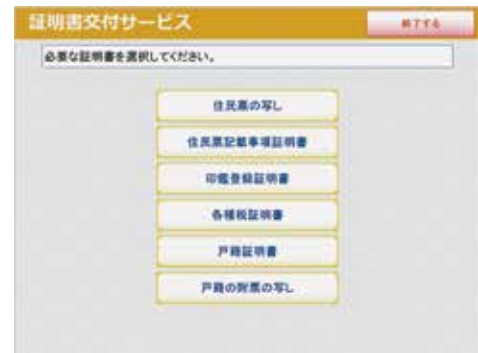 証明書交付サービス
終了する
必要な証明書を選択してください。
住民票の写し
住民票記載事項証明書
印鑑登録証明書
各種税証明書
戸籍証明書
戸籍の附票の写し